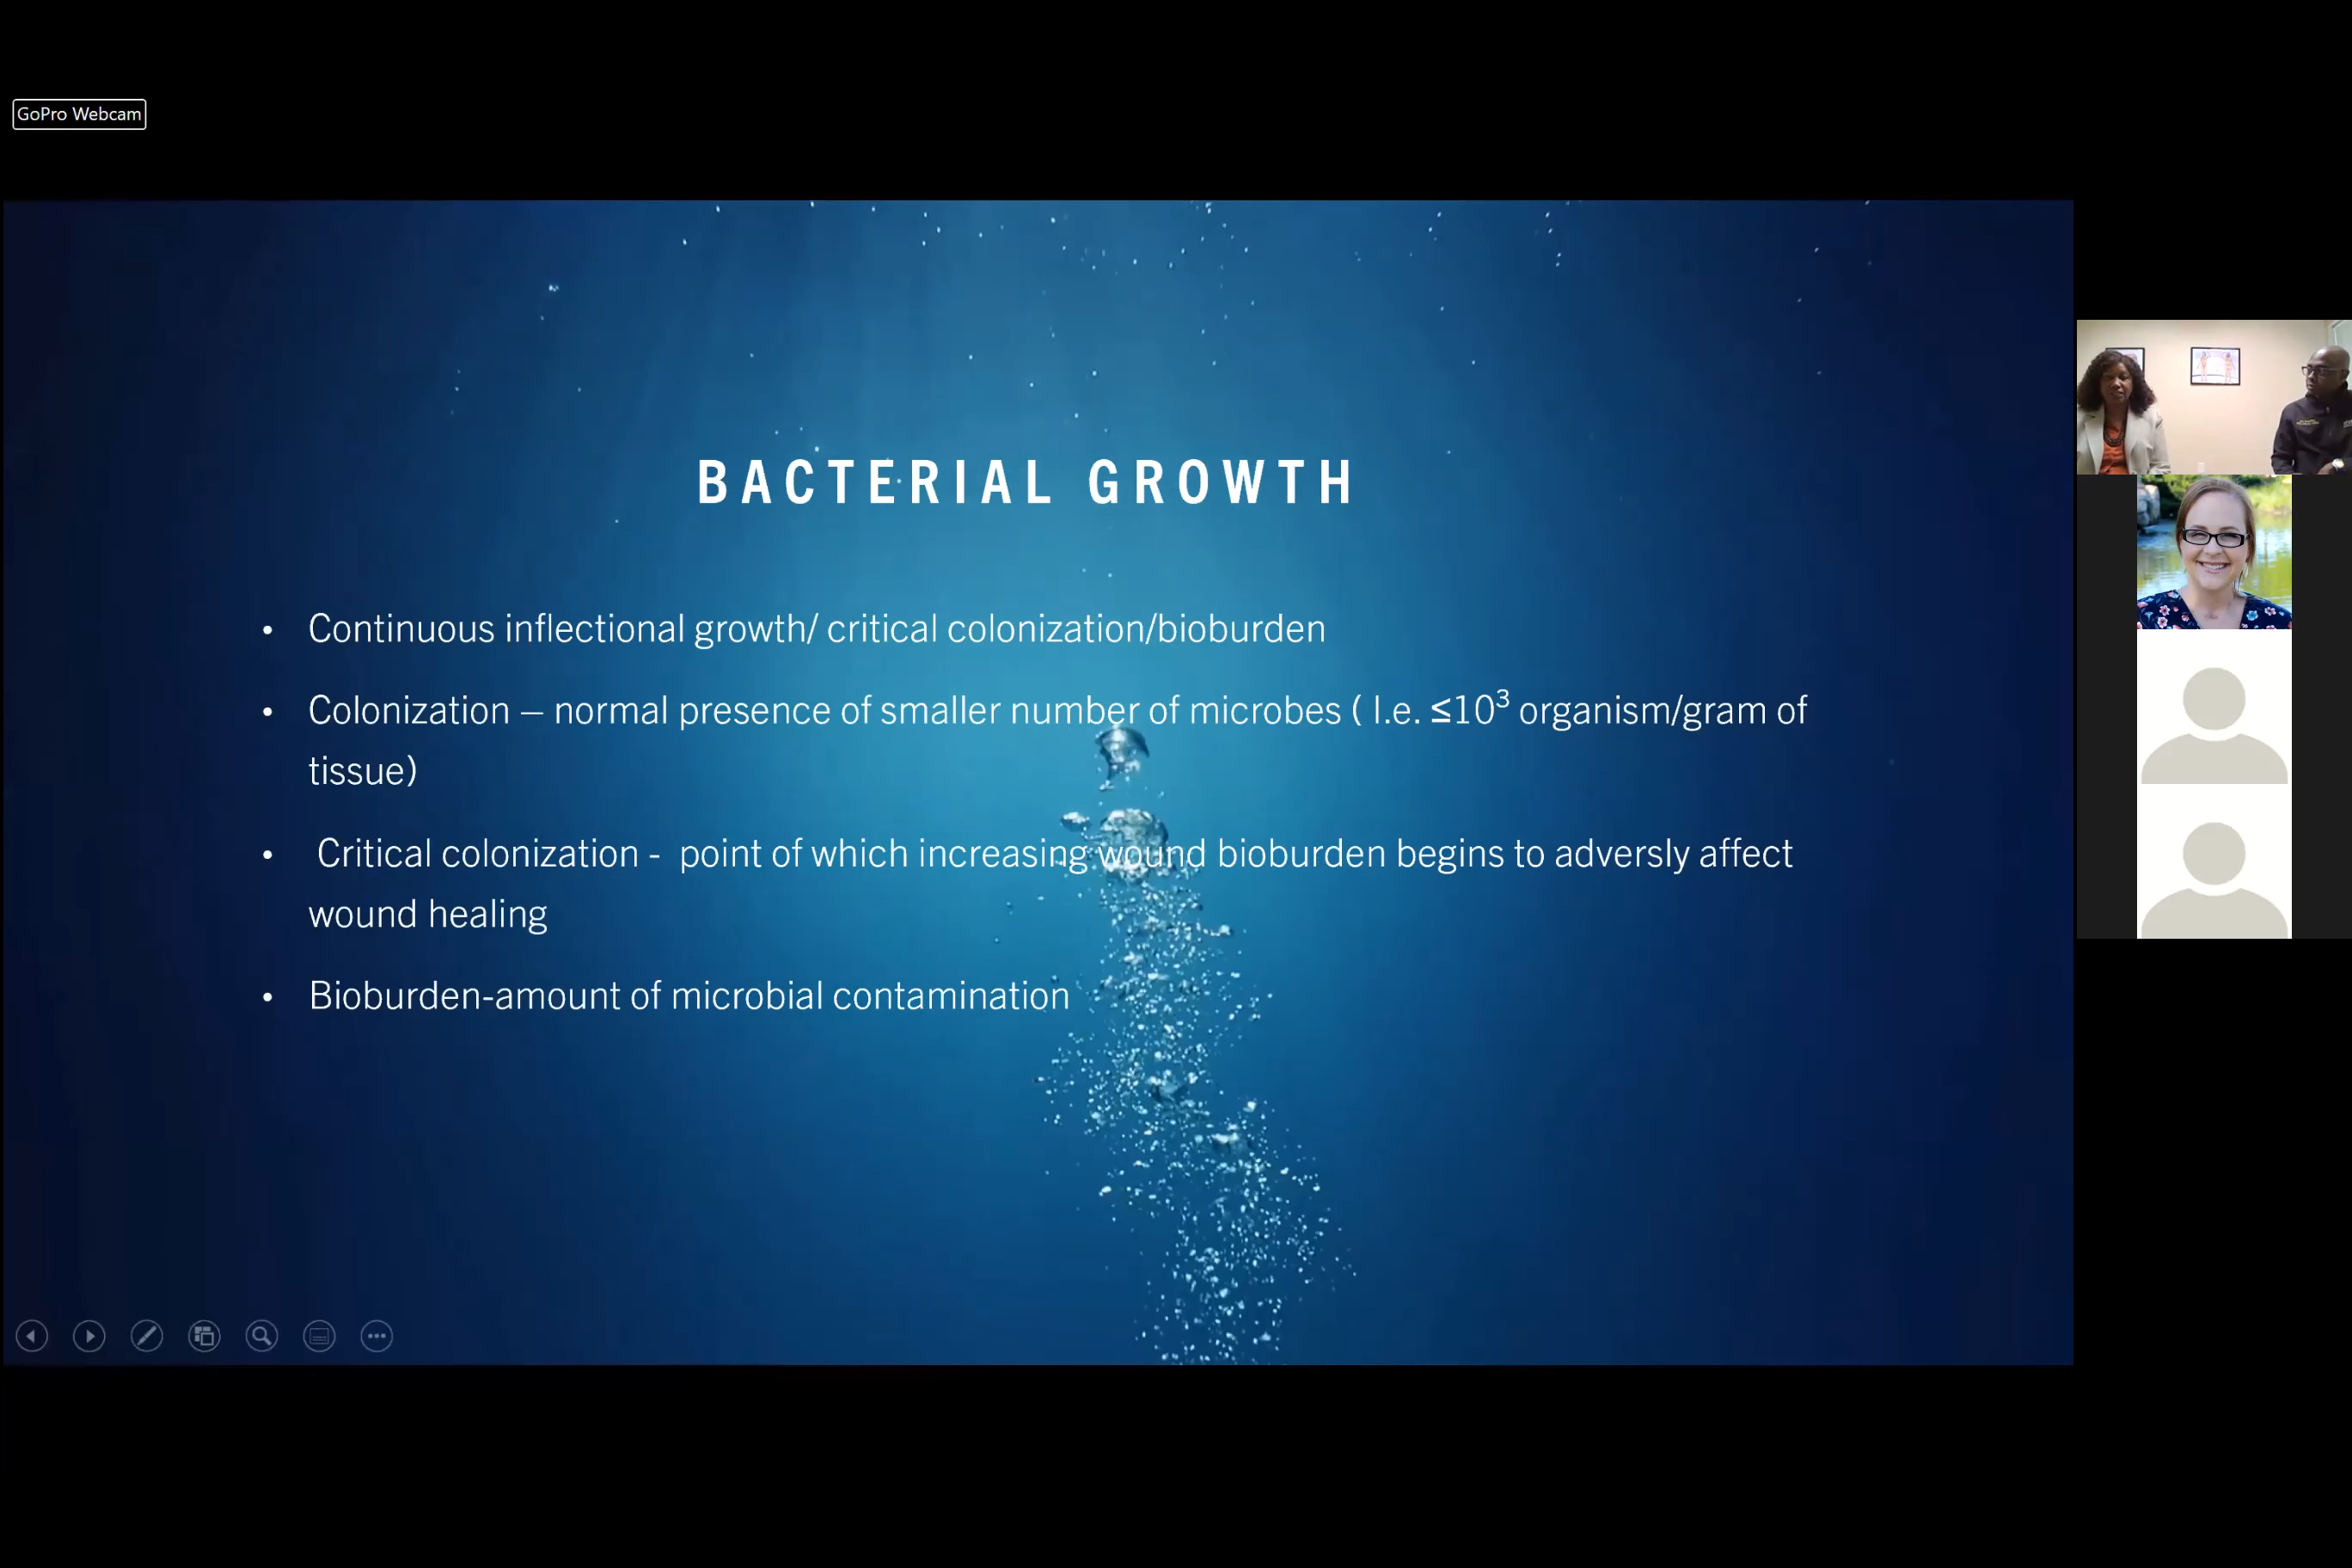 GoPro Webcam
BACTERIAL GROWTH
• Continuous inflectional growth/ critical colonization/bioburden
• Colonization – normal presence of smaller number of microbes ( I.e. ≤10³ organism/gram of
tissue)
• Critical colonization - point of which increasing wound bioburden begins to adversly affect
wound healing
• Bioburden-amount of microbial contamination